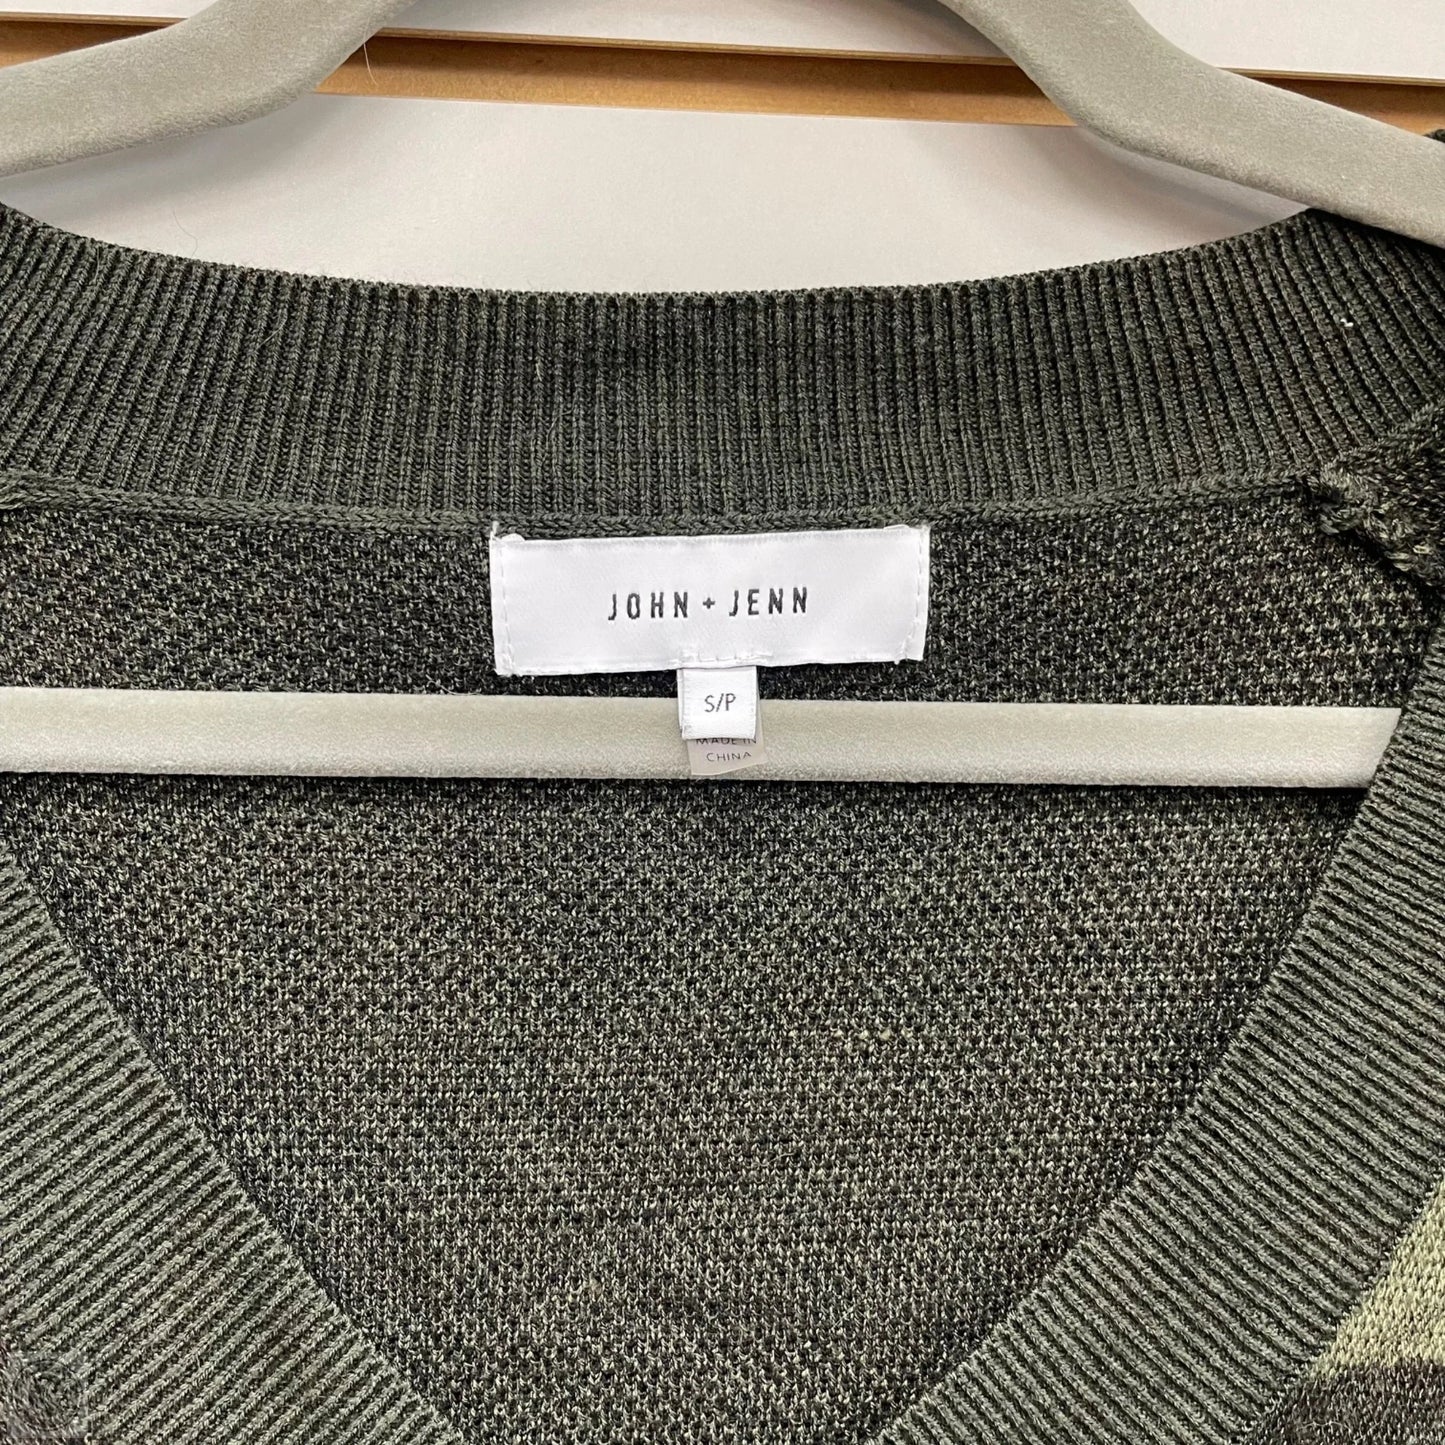 JOHN + JENN
S/P
MADE IN
CHINA